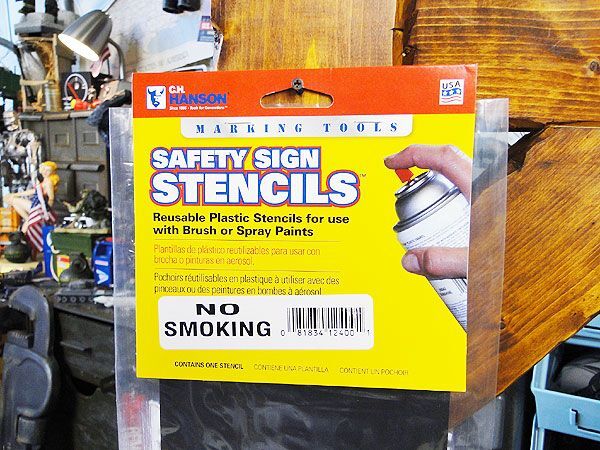 C.H.
HANSON
USA
MARKING TOOLS
SAFETY SIGN
STENCILS™
Reusable Plastic Stencils for use
with Brush or Spray Paints
Plantillas de plástico reutilizables para usar con
brocha o pinturas en aerosol.
Pochoirs réutilisables en plastique à utiliser avec des
pinceaux ou des peintures en bombes à aérosol.
NO
SMOKING
0 81834 12400 1
CONTAINS ONE STENCIL CONTIENE UNA PLANTILLA CONTIENT UN POCHOIR